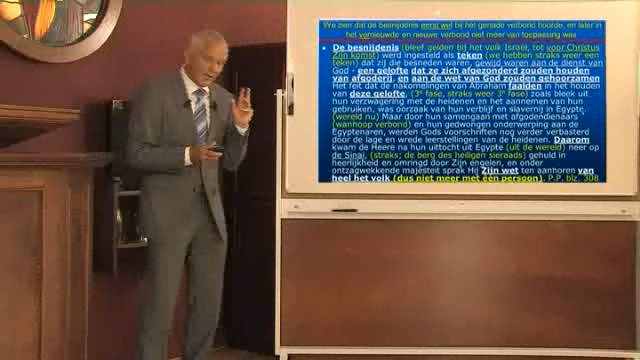 We zien dat de besnijdenis eerst wel bij het genade verbond hoorde, en later in
het vernieuwde en nieuwe verbond niet meer van toepassing was
• De besnijdenis (bleef gelden bij het volk Israël, tot voor Christus
Zijn komst) werd ingesteld als teken (we hebben straks weer een
teken) dat zij die besneden waren, gewijd waren aan de dienst van
God - een gelofte dat ze zich afgezonderd zouden houden
van afgoderij, en aan de wet van God zouden gehoorzamen
Het feit dat de nakomelingen van Abraham faalden in het houden
van deze gelofte, (3e fase, straks weer 3e fase) zoals bleek uit
hun verzwagering met de heidenen en het aannemen van hun
gebruiken, was oorzaak van hun verblijf en slavernij in Egypte,
(wereld nu) Maar door hun samengaan met afgodendienaars
(wanhoop verbond) en hun gedwongen onderwerping aan de
Egyptenaren, werden Gods voorschriften nog verder verbasterd
door de lage en wrede leerstellingen van de heidenen. Daarom
kwam de Heere na hun uittocht uit Egypte (uit de wereld) neer op
de Sinaï, (straks; de berg des heiligen sieraads) gehuld in
heerlijkheid en omringd door Zijn engelen, en onder
ontzagwekkende majesteit sprak Hij Zijn wet ten aanhoren van
heel het volk (dus niet meer met één persoon). P.P. blz. 308